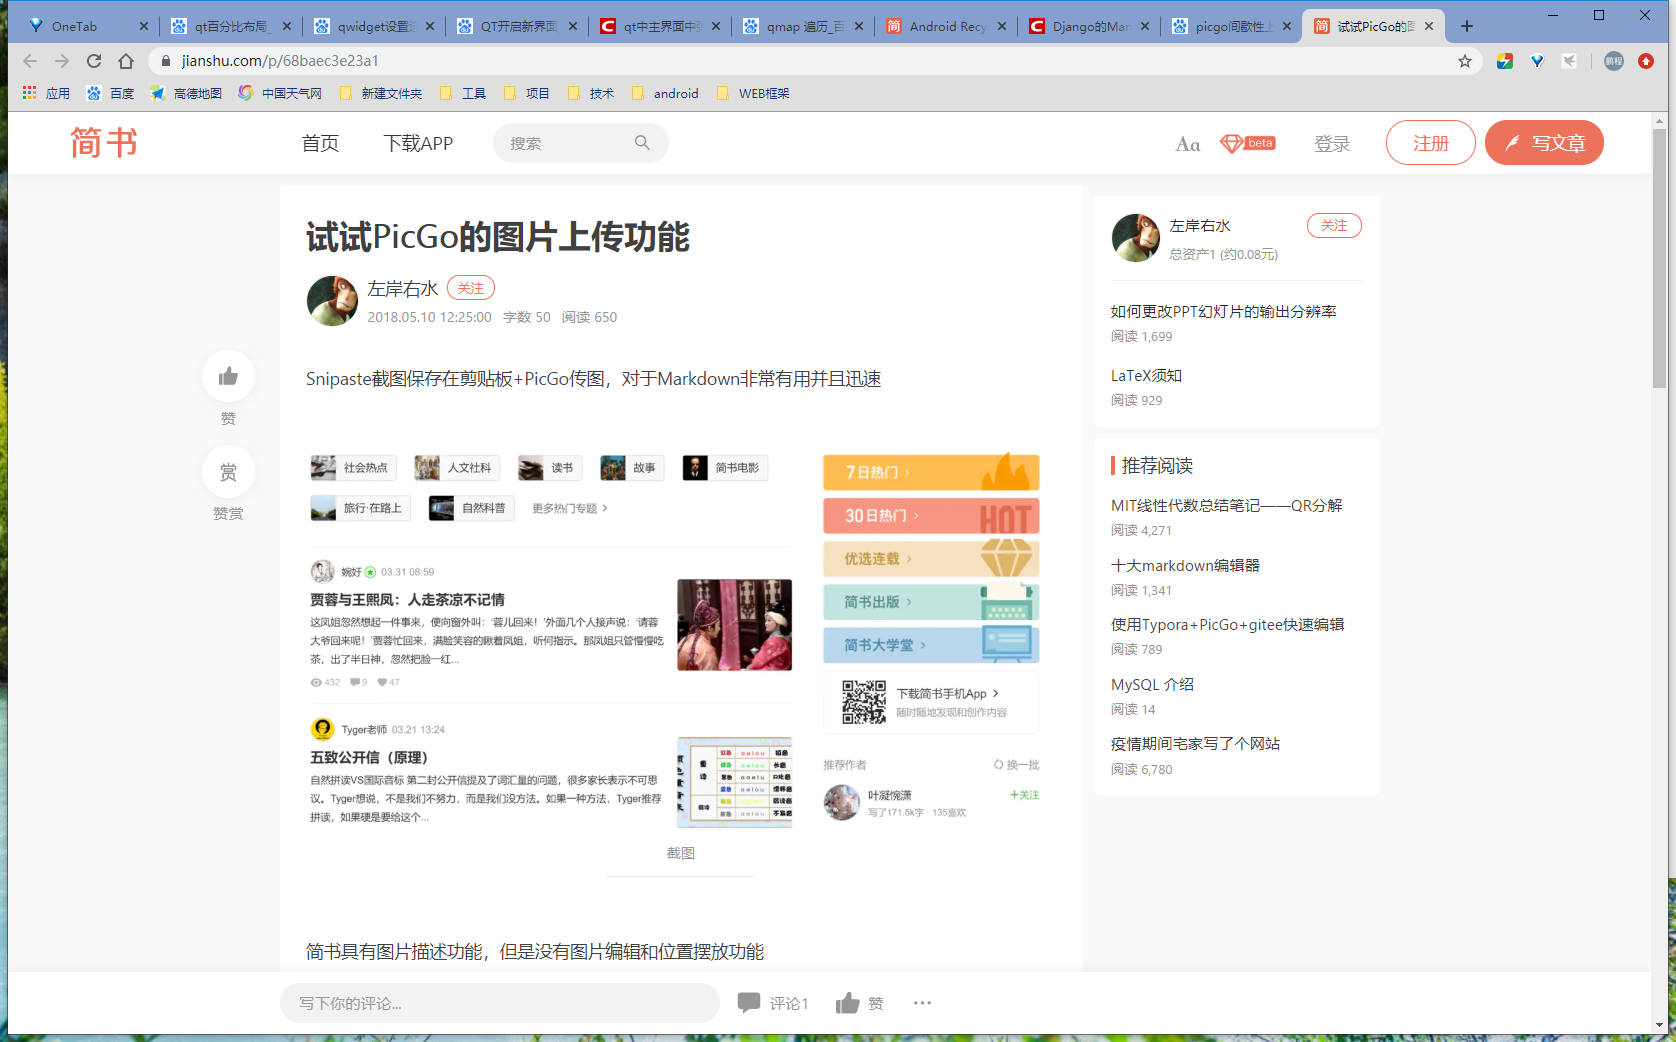 OneTab
qt百分比布局_
qwidget设置边
QT开启新界面
qt中主界面中弹
qmap 遍历_百
Android Recy
Django的Man
picgo间歇性上
试试PicGo的图
jianshu.com/p/68baec3e23a1
鹏程
应用
百度
高德地图
中国天气网
新建文件夹
工具
项目
技术
android
WEB框架
简书
首页
下载APP
搜索
Aa
beta
登录
注册
写文章
试试PicGo的图片上传功能
左岸右水
关注
2018.05.10 12:25:00 字数 50 阅读 650
赞
赏
赞赏
Snipaste截图保存在剪贴板+PicGo传图，对于Markdown非常有用并且迅速
社会热点
人文社科
读书
故事
简书电影
旅行·在路上
自然科普
更多热门专题 >
婉好 03.31 08:59
贾蓉与王熙凤：人走茶凉不记情
这凤姐忽然想起一件事来，便向窗外叫：'蓉儿回来！'外面几个人接声说：'请蓉
大爷回来呢！'贾蓉忙回来，满脸笑容的瞅着凤姐，听何指示。那凤姐只管慢慢吃
茶，出了半日神，忽然把脸一红...
432 9 47
Tyger老师 03.21 13:24
五致公开信（原理）
自然拼读VS国际音标 第二封公开信提及了词汇量的问题，很多家长表示不可思
议。Tyger想说，不是我们不努力，而是我们没方法。如果一种方法，Tyger推荐
拼读，如果硬是要给这个...
7日热门 >
30日热门 >
HOT
优选连载 >
简书出版 >
简书大学堂 >
下载简书手机App >
随时随地发现和创作内容
推荐作者
换一批
叶凝惋潇
+关注
写了171.5k字 · 135喜欢
截图
简书具有图片描述功能，但是没有图片编辑和位置摆放功能
左岸右水
关注
总资产1 (约0.08元)
如何更改PPT幻灯片的输出分辨率
阅读 1,699
LaTeX须知
阅读 929
推荐阅读
MIT线性代数总结笔记——QR分解
阅读 4,271
十大markdown编辑器
阅读 1,341
使用Typora+PicGo+gitee快速编辑
阅读 789
MySQL 介绍
阅读 14
疫情期间宅家写了个网站
阅读 6,780
写下你的评论...
评论1
赞
...